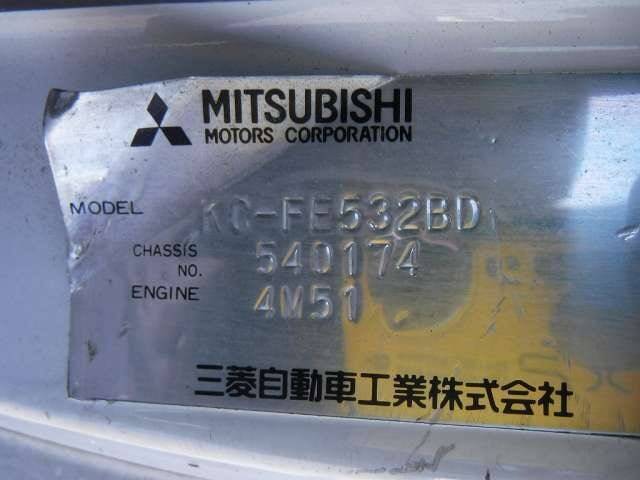 MITSUBISHI
MOTORS CORPORATION
MODEL KC-FE532BD
CHASSIS NO. 540174
ENGINE 4M51
三菱自動車工業株式会社